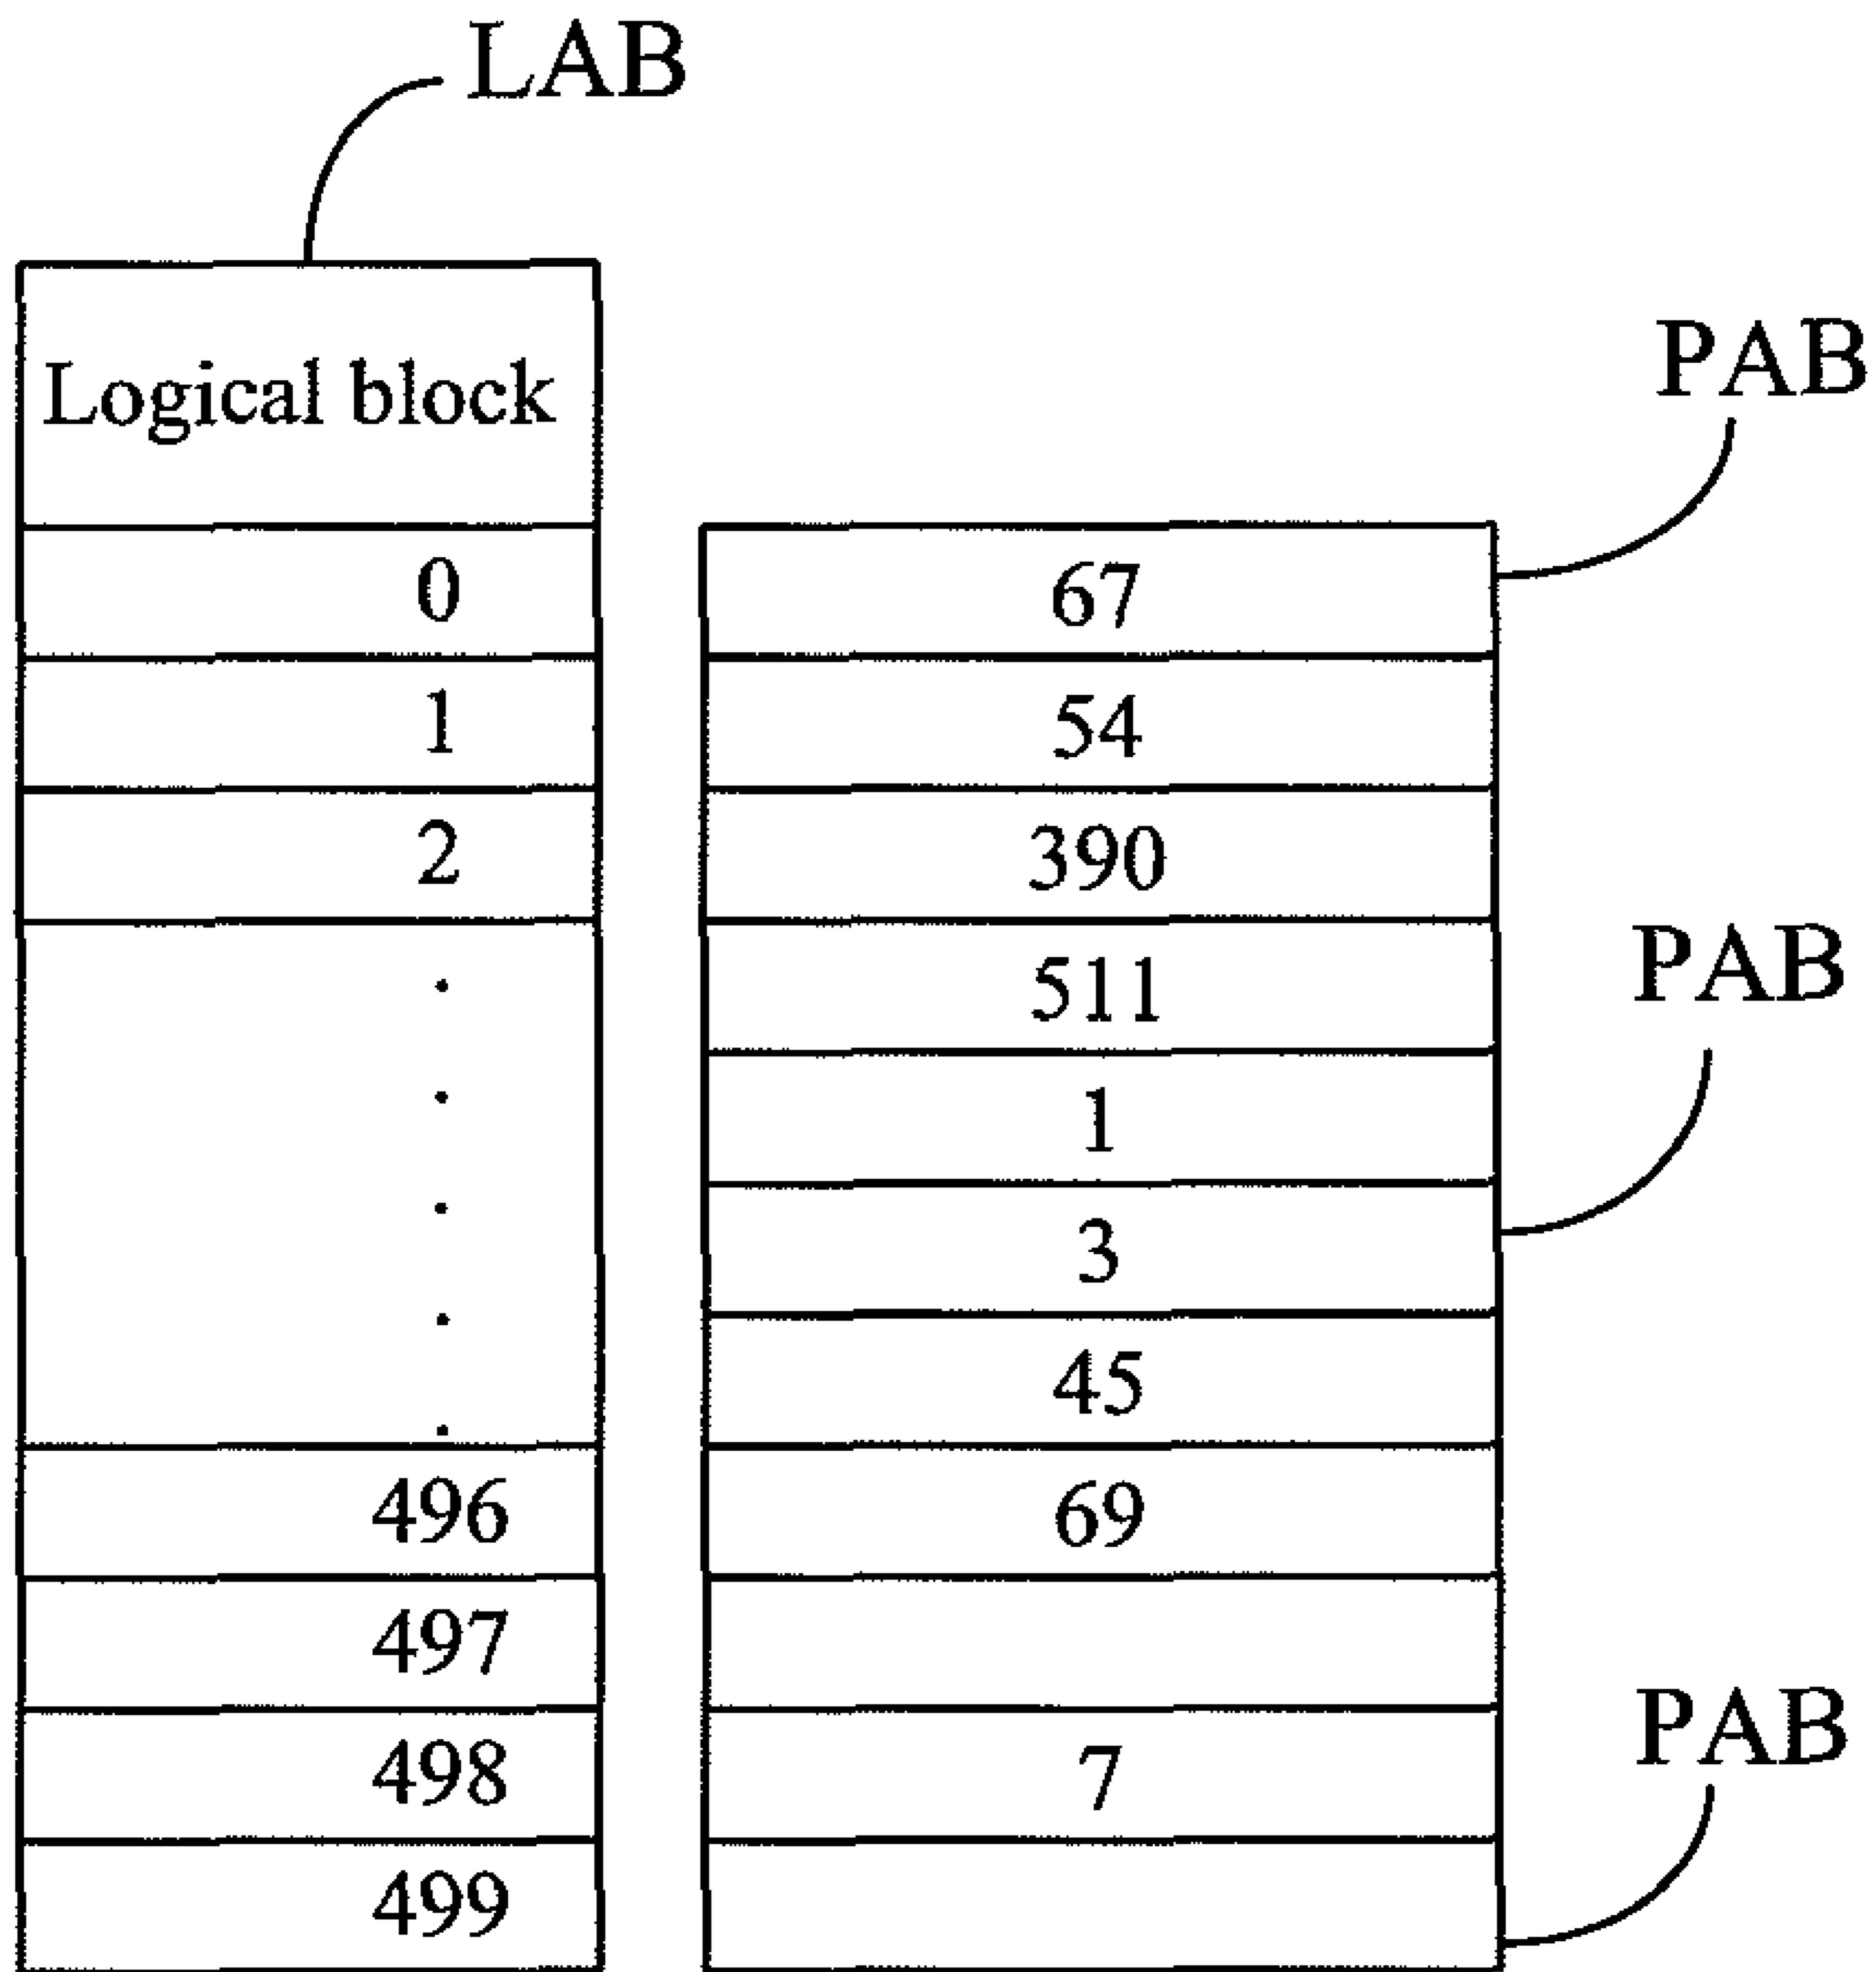 LAB
Logical block
PAB
0 67
1 54
2 390
. 511
PAB
. 1
. 3
. 45
.
496 69
497
498 7
PAB
499